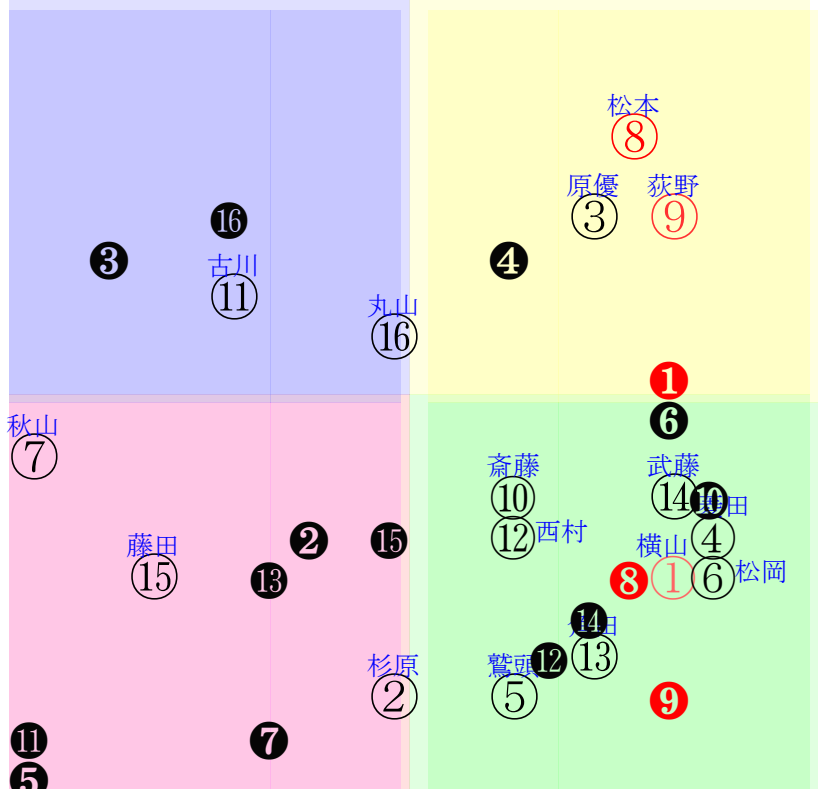 松本
⑧
原優
荻野
③
⑨
⓰
❸
古川
❹
⑪
丸山
⑯
❶
❻
秋山
⑦
斎藤
武藤
⑩
⑭
❿
田
藤田
⑫
西村
④
❷
⓯
横山
⑮
⓭
❽
①
⑥
松岡
⓮
田
⑬
杉原
鷲頭
⓬
②
⑤
❾
⓫
❼
❺